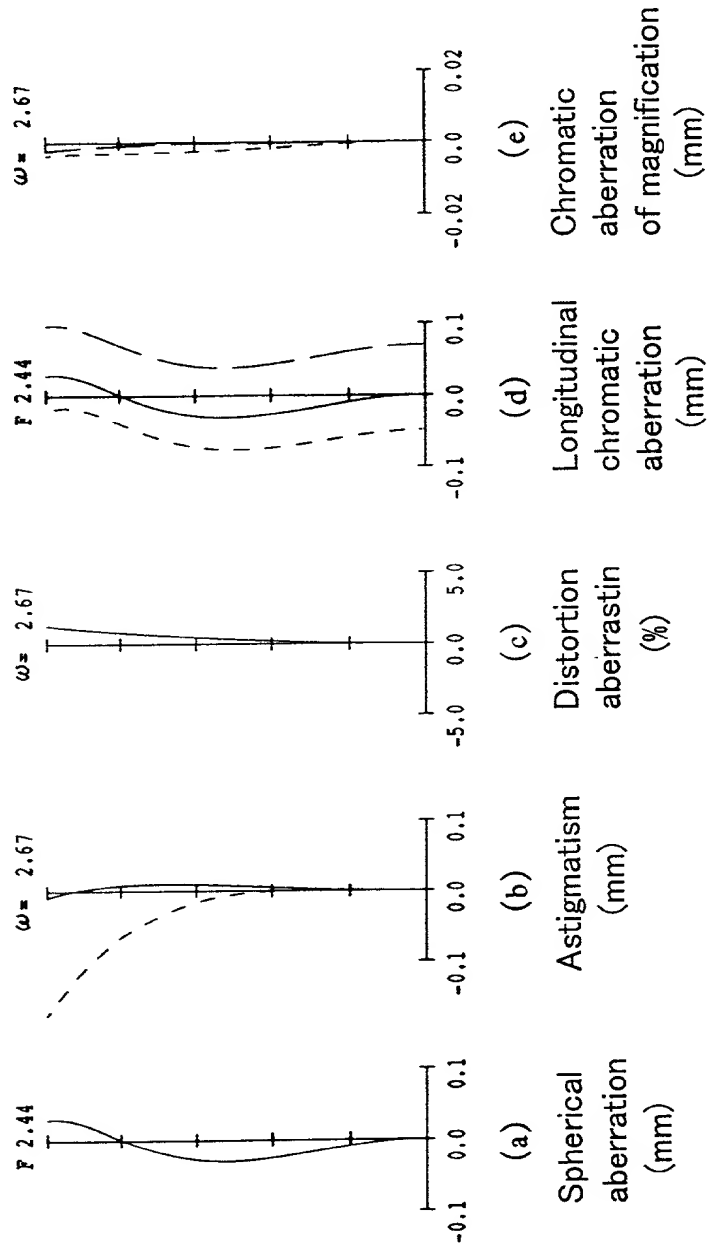 F 2.44
-0.1 0.0 0.1
(a)
Spherical
aberration
(mm)
ω= 2.67
-0.1 0.0 0.1
(b)
Astigmatism
(mm)
ω= 2.67
-5.0 0.0 5.0
(c)
Distortion
aberrastin
(%)
F 2.44
-0.1 0.0 0.1
(d)
Longitudinal
chromatic
aberration
(mm)
ω= 2.67
-0.02 0.0 0.02
(e)
Chromatic
aberration
of magnification
(mm)